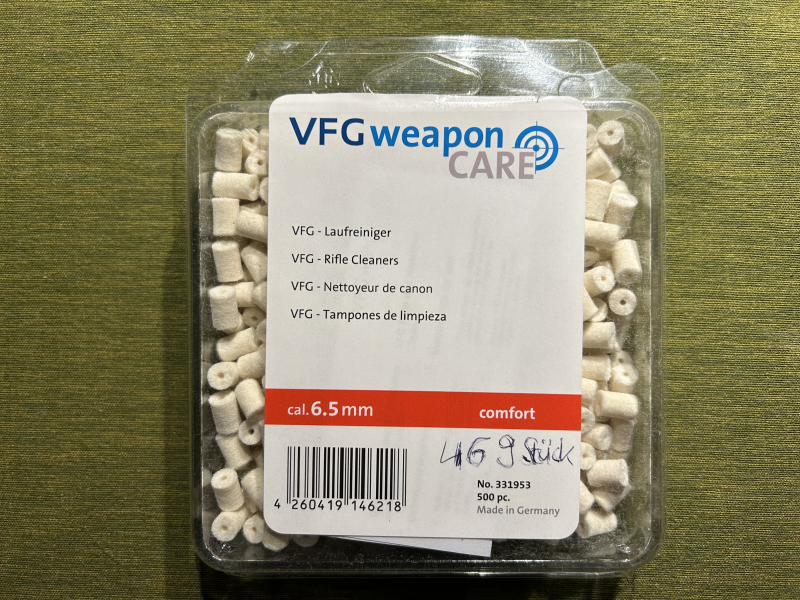 VFG weapon
CARE
VFG - Laufreiniger
VFG - Rifle Cleaners
VFG - Nettoyeur de canon
VFG - Tampones de limpieza
cal. 6.5 mm comfort
469 Stück
No. 331953
500 pc.
Made in Germany
4 260419 146218